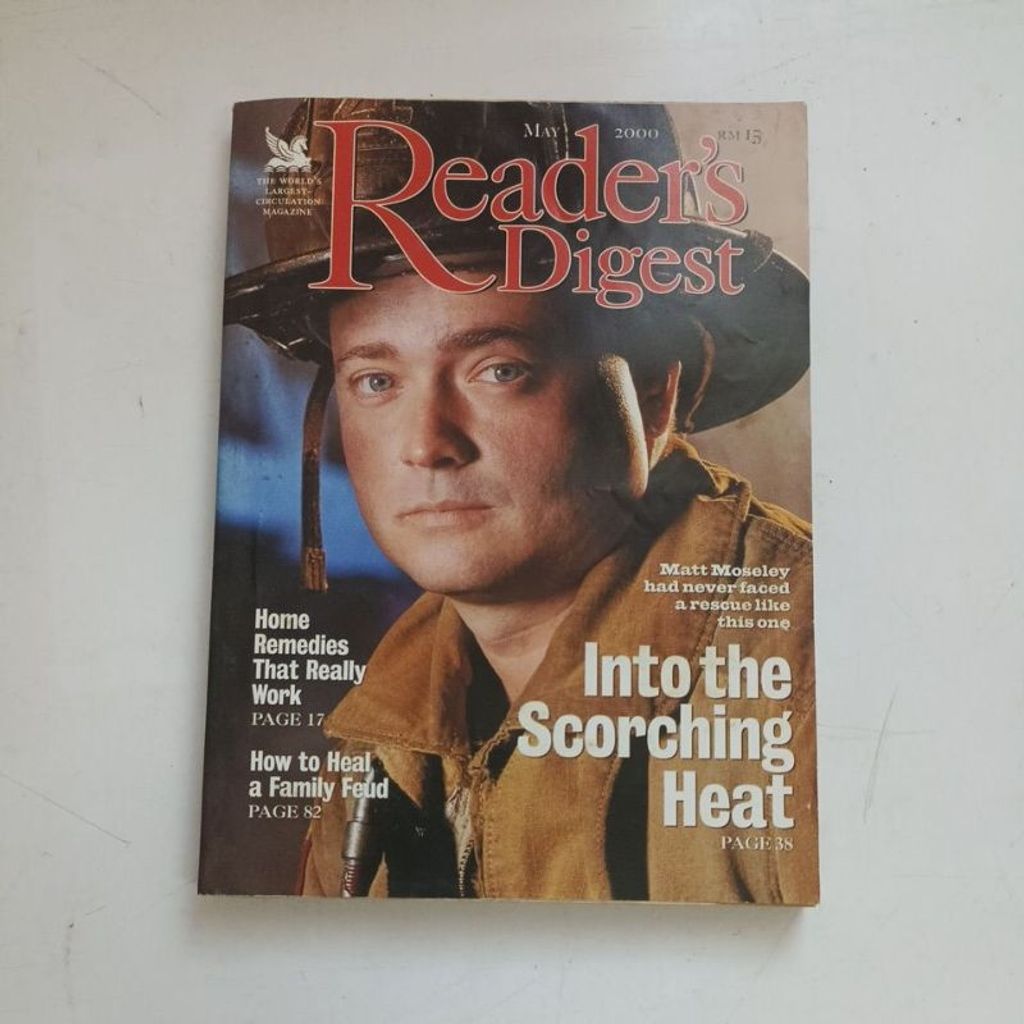 May 2000 RM 13
Reader's
Digest
THE WORLD'S
LARGEST-
CIRCULATION
MAGAZINE
Matt Moseley
had never faced
a rescue like
this one
Into the
Scorching
Heat
PAGE 38
Home
Remedies
That Really
Work
PAGE 17
How to Heal
a Family Feud
PAGE 82